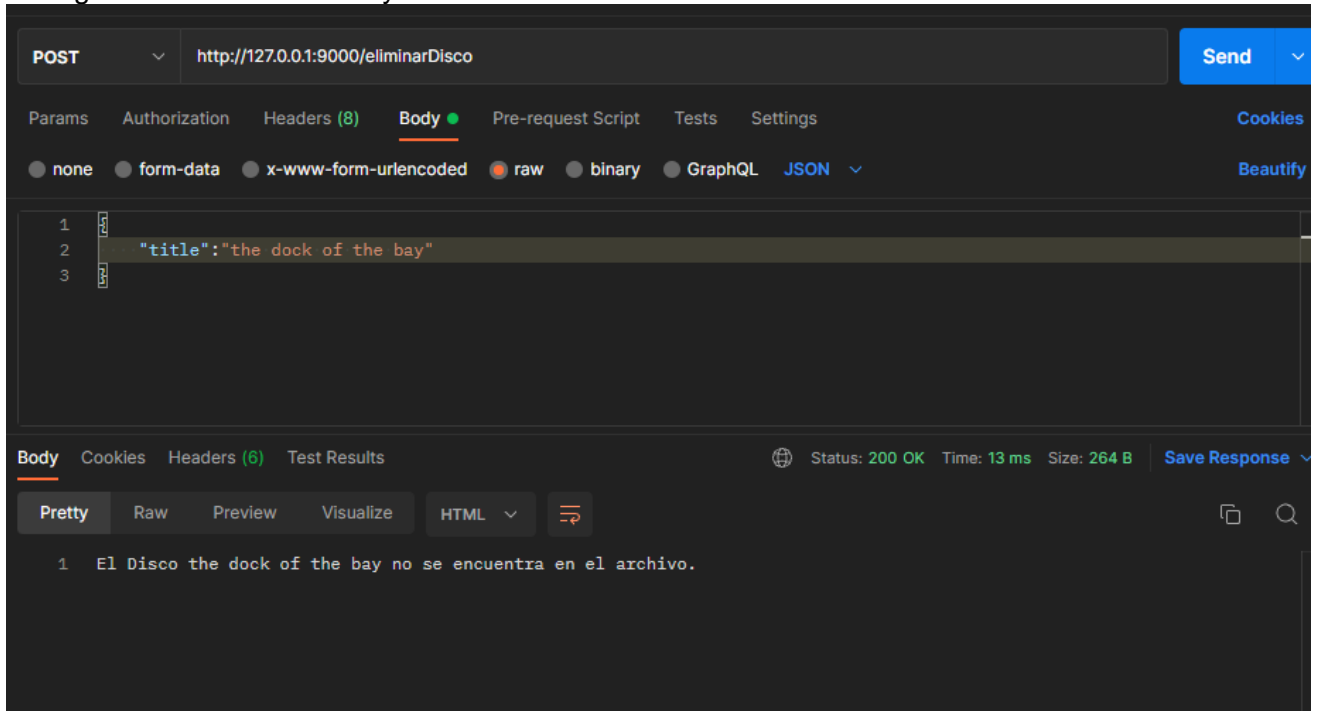 POST http://127.0.0.1:9000/eliminarDisco Send
Params Authorization Headers (8) Body Pre-request Script Tests Settings Cookies
none form-data x-www-form-urlencoded raw binary GraphQL JSON Beautify
1 {
2 "title":"the dock of the bay"
3 }
Body Cookies Headers (6) Test Results Status: 200 OK Time: 13 ms Size: 264 B Save Response
Pretty Raw Preview Visualize HTML
1 El Disco the dock of the bay no se encuentra en el archivo.